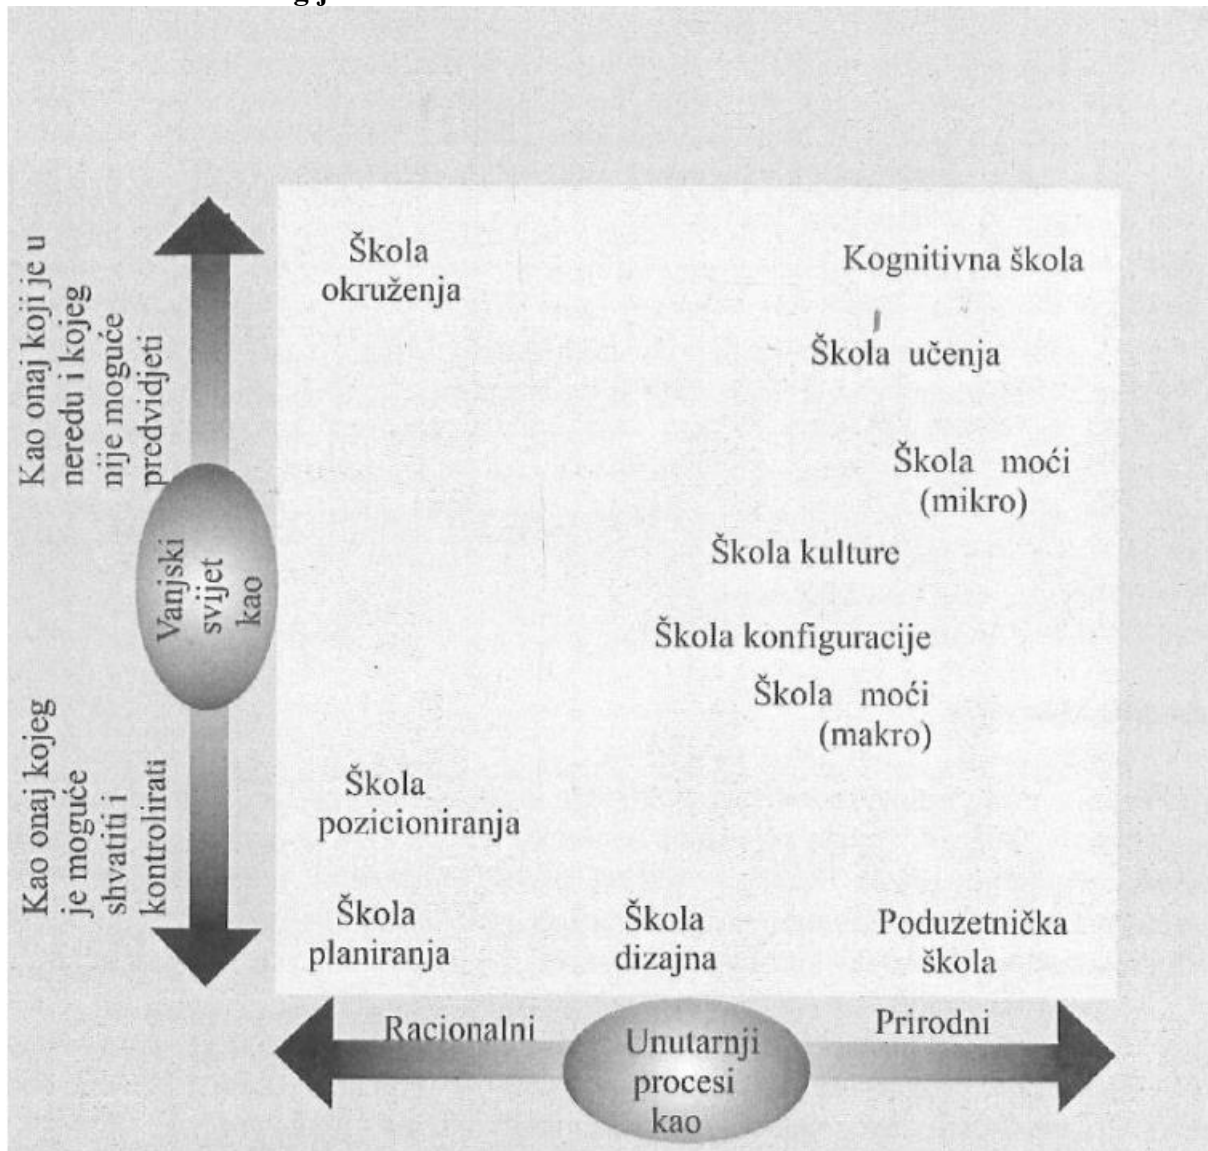 Škola
okruženja
Kognitivna škola
Škola učenja
Škola moći
(mikro)
Škola kulture
Škola konfiguracije
Škola moći
(makro)
Škola
pozicioniranja
Škola
planiranja
Škola
dizajna
Poduzetnička
škola
Kao onaj koji je u
neredu i kojeg
nije moguće
predvidjeti
Vanjski
svijet
kao
Kao onaj kojeg
je moguće
shvatiti i
kontrolirati
Racionalni
Unutarnji
procesi
kao
Prirodni